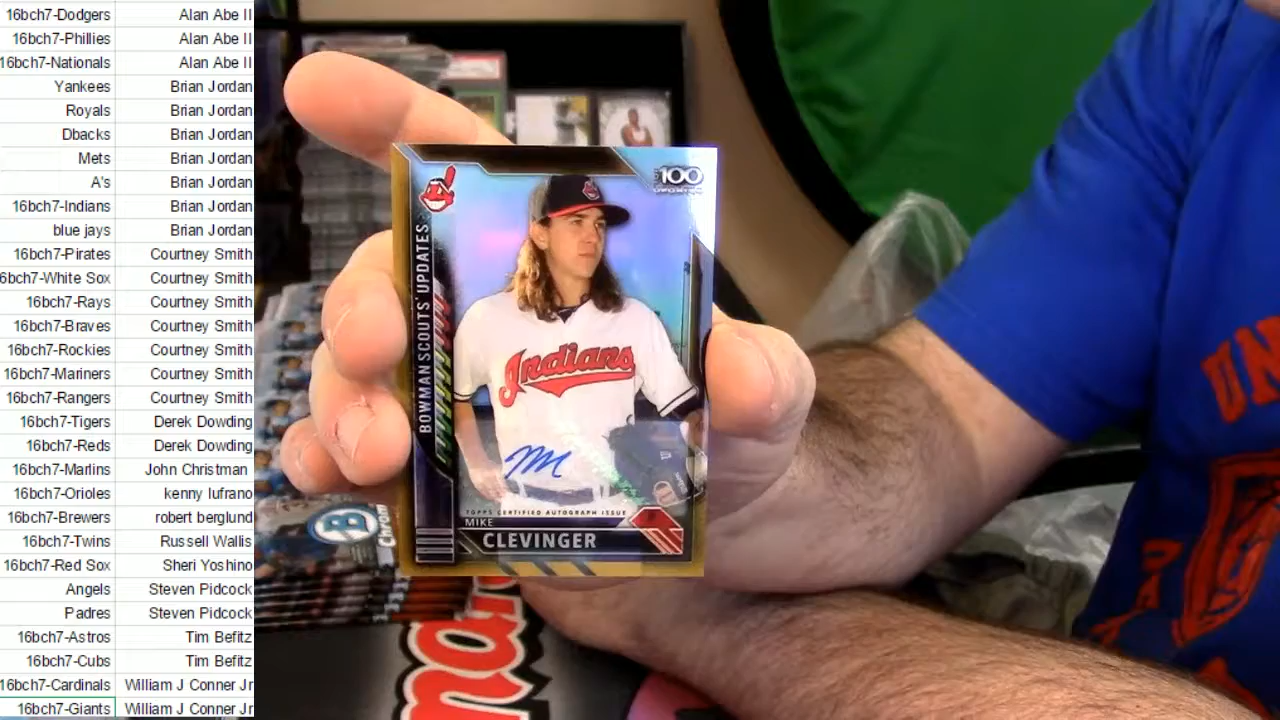 16bch7-Dodgers Alan Abe II
16bch7-Phillies Alan Abe II
16bch7-Nationals Alan Abe II
Yankees Brian Jordan
Royals Brian Jordan
Dbacks Brian Jordan
Mets Brian Jordan
A's Brian Jordan
16bch7-Indians Brian Jordan
blue jays Brian Jordan
16bch7-Pirates Courtney Smith
6bch7-White Sox Courtney Smith
16bch7-Rays Courtney Smith
16bch7-Braves Courtney Smith
16bch7-Rockies Courtney Smith
16bch7-Mariners Courtney Smith
16bch7-Rangers Courtney Smith
16bch7-Tigers Derek Dowding
16bch7-Reds Derek Dowding
16bch7-Marlins John Christman
16bch7-Orioles kenny lufrano
16bch7-Brewers robert berglund
16bch7-Twins Russell Wallis
16bch7-Red Sox Sheri Yoshino
Angels Steven Pidcock
Padres Steven Pidcock
16bch7-Astros Tim Befitz
16bch7-Cubs Tim Befitz
16bch7-Cardinals William J Conner Jr
16bch7-Giants William J Conner Jr
100
BOWMAN SCOUTS' UPDATES
Indians
TOPPS CERTIFIED AUTOGRAPH ISSUE
MIKE
CLEVINGER
B
Chrome
UN